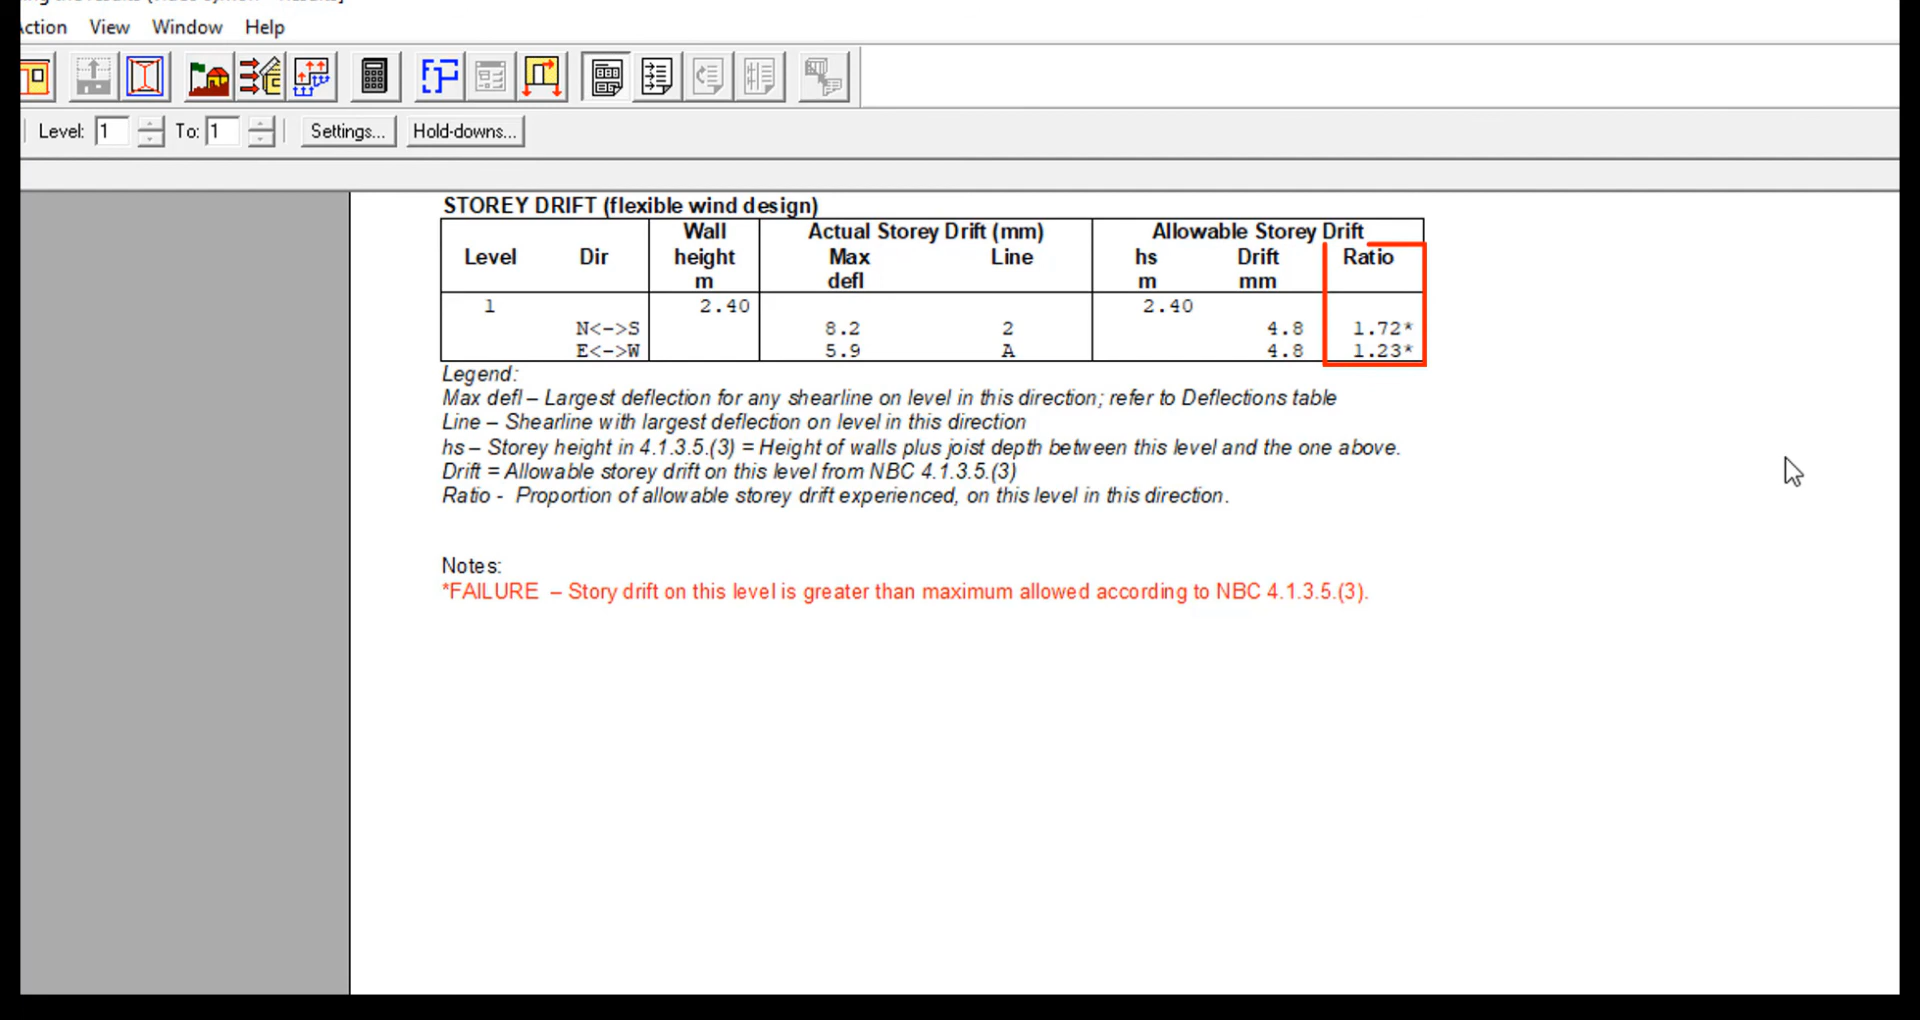 Action View Window Help
Level: 1 To: 1 Settings... Hold-downs...
STOREY DRIFT (flexible wind design)
Wall Actual Storey Drift (mm) Allowable Storey Drift
Level Dir height Max Line hs Drift Ratio
m defl m mm
1 2.40 2.40
N<->S 8.2 2 4.8 1.72*
E<->W 5.9 A 4.8 1.23*
Legend:
Max defl – Largest deflection for any shearline on level in this direction; refer to Deflections table
Line – Shearline with largest deflection on level in this direction
hs – Storey height in 4.1.3.5.(3) = Height of walls plus joist depth between this level and the one above.
Drift = Allowable storey drift on this level from NBC 4.1.3.5.(3)
Ratio - Proportion of allowable storey drift experienced, on this level in this direction.
Notes:
*FAILURE – Story drift on this level is greater than maximum allowed according to NBC 4.1.3.5.(3).